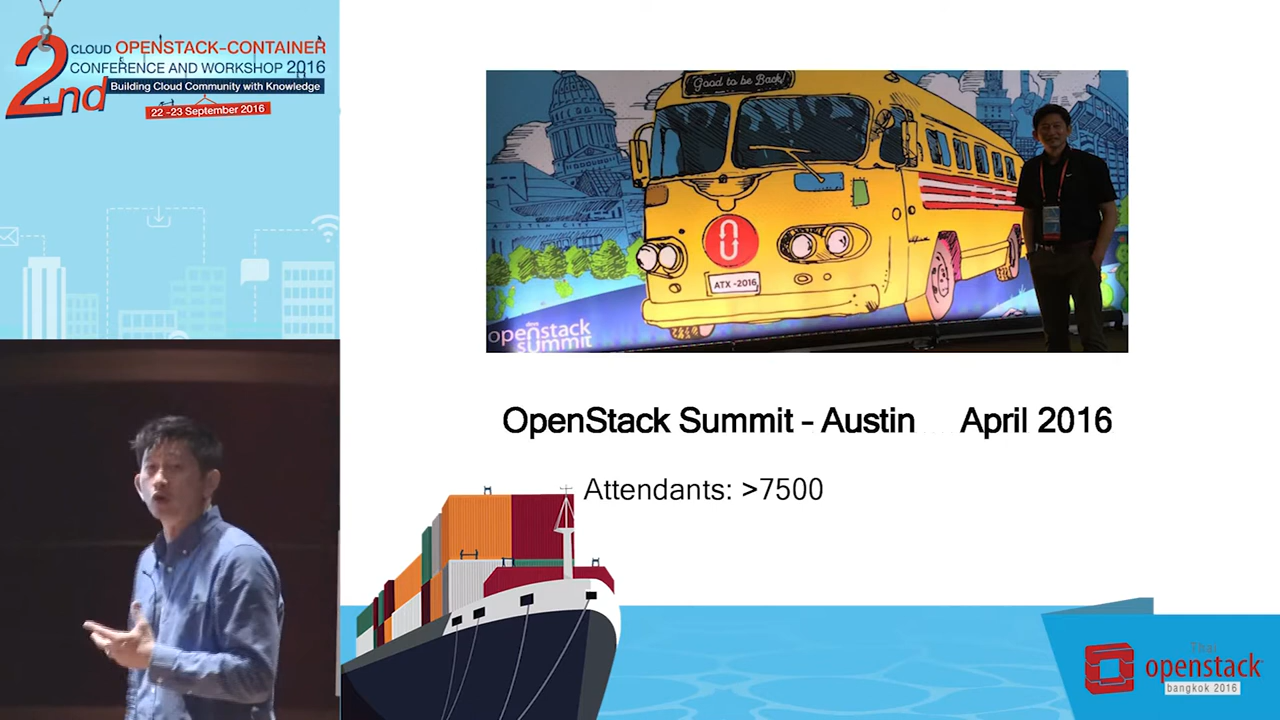 2nd
CLOUD OPENSTACK-CONTAINER
CONFERENCE AND WORKSHOP 2016
Building Cloud Community with Knowledge
22 -23 September 2016
Good to be Back!
ATX -2016
openstack
summit
OpenStack Summit – Austin April 2016
Attendants: >7500
Thai
openstack
bangkok 2016